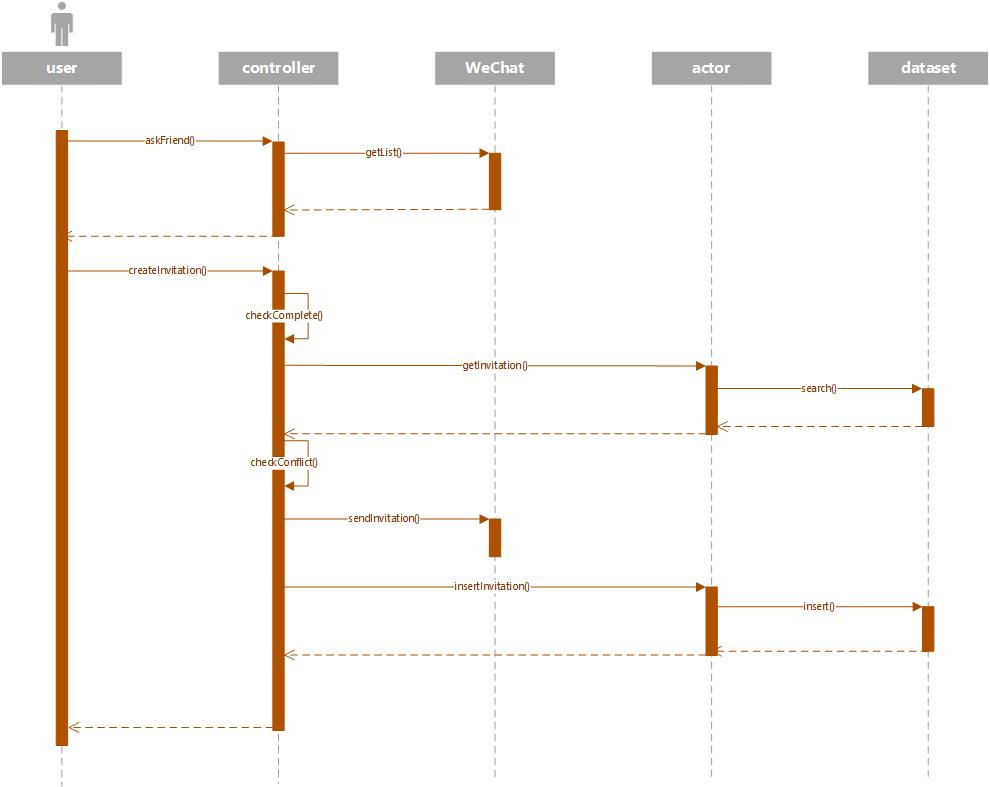 user
controller
WeChat
actor
dataset
askFriend()
getList()
createInvitation()
checkComplete()
getInvitation()
search()
checkConflict()
sendInvitation()
insertInvitation()
insert()